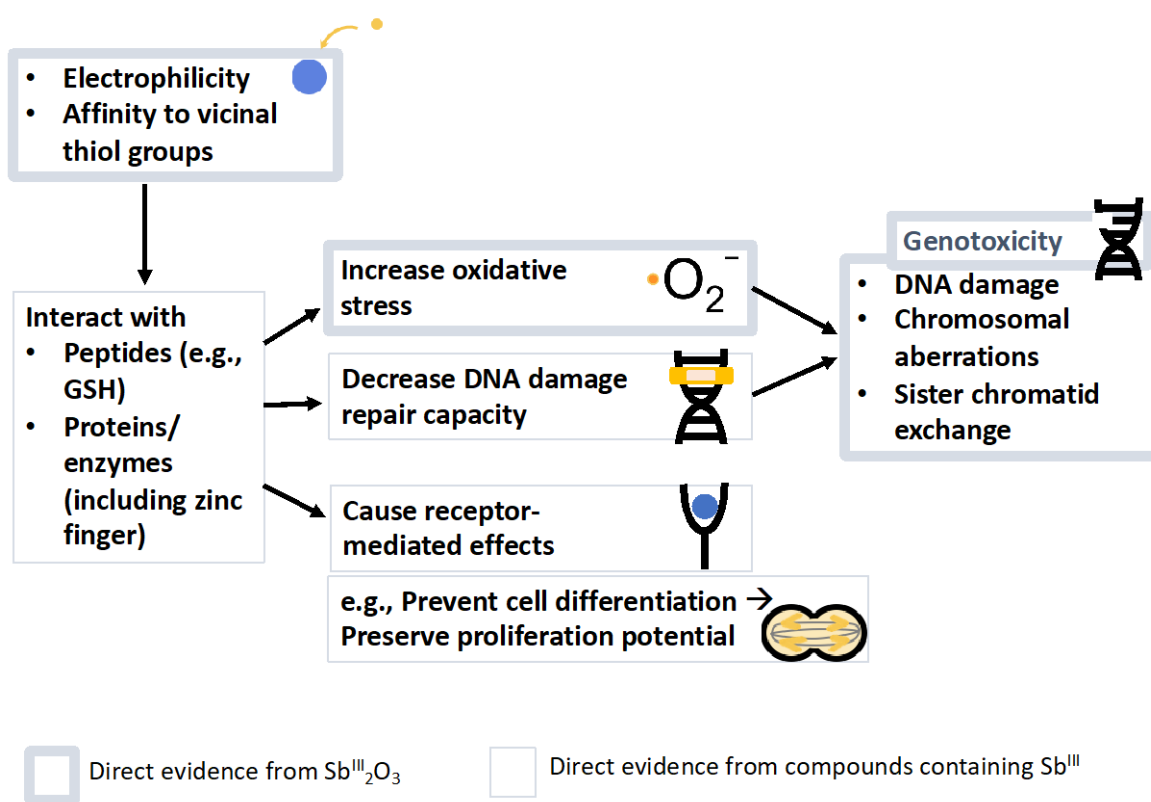 • Electrophilicity
• Affinity to vicinal
thiol groups
Interact with
• Peptides (e.g.,
GSH)
• Proteins/
enzymes
(including zinc
finger)
Increase oxidative
stress
•O₂⁻
Decrease DNA damage
repair capacity
Cause receptor-
mediated effects
e.g., Prevent cell differentiation →
Preserve proliferation potential
Genotoxicity
• DNA damage
• Chromosomal
aberrations
• Sister chromatid
exchange
Direct evidence from Sbᴵᴵᴵ₂O₃
Direct evidence from compounds containing Sbᴵᴵᴵ